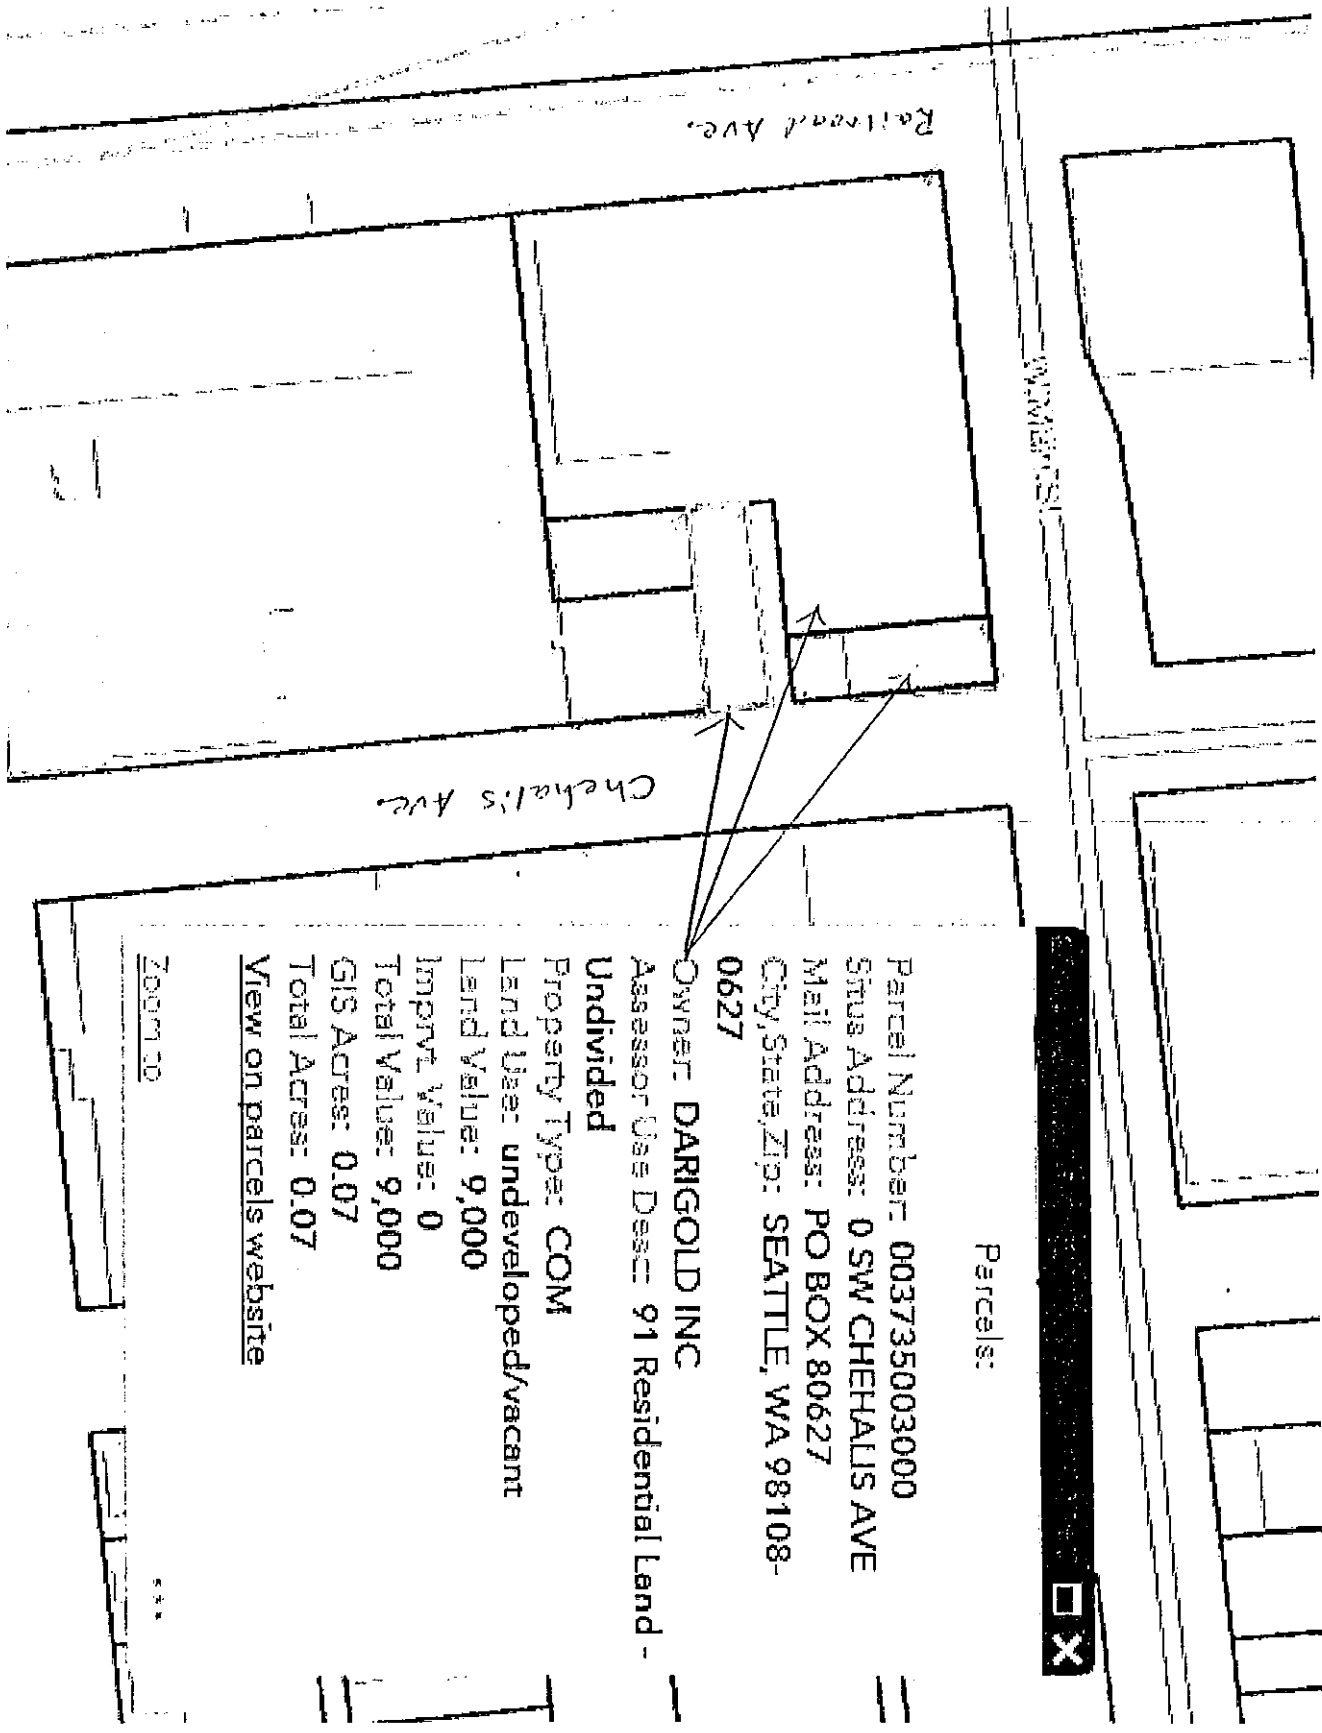 Railroad Ave.
Chehalis Ave.
Parcels:
Parcel Number: 003735003000
Situs Address: 0 SW CHEHALIS AVE
Mail Address: PO BOX 80627
City,State,Zip: SEATTLE, WA 98108-
0627
Owner: DARIGOLD INC
Assessor Use Desc: 91 Residential Land -
Undivided
Property Type: COM
Land Use: undeveloped/vacant
Land Value: 9,000
Imprvt Value: 0
Total Value: 9,000
GIS Acres: 0.07
Total Acres: 0.07
View on parcels website
Zoom to